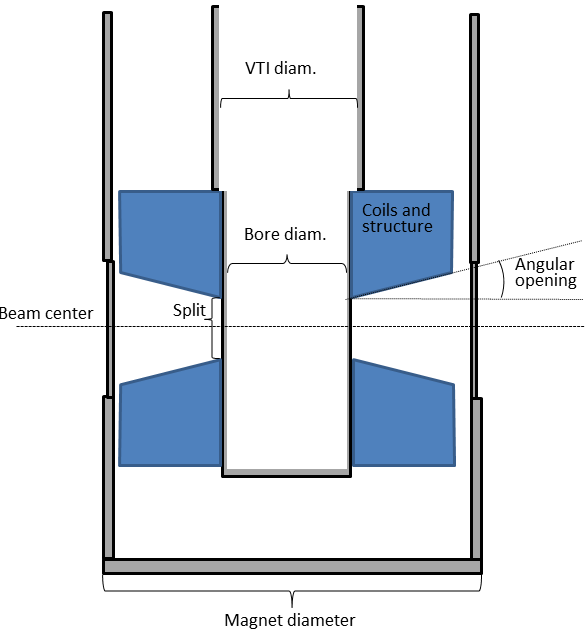 VTI diam.
Coils and
structure
Bore diam.
Angular
opening
Split
Beam center
Magnet diameter